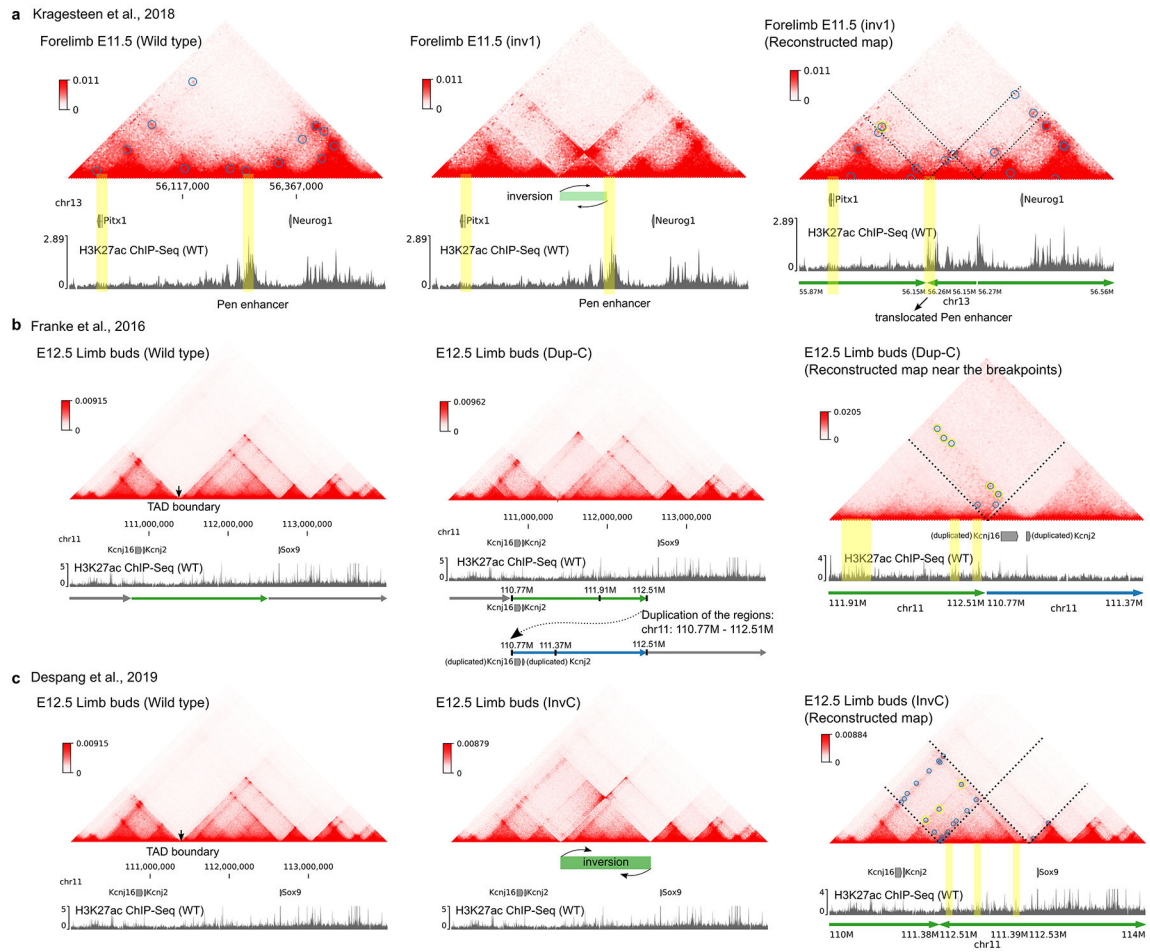 a Kragesteen et al., 2018
Forelimb E11.5 (Wild type)
0.011
0
56,117,000 56,367,000
chr13
Pitx1
Neurog1
2.89
H3K27ac ChIP-Seq (WT)
0
Pen enhancer
Forelimb E11.5 (inv1)
0.011
0
inversion
Pitx1
Neurog1
2.89
H3K27ac ChIP-Seq (WT)
0
Pen enhancer
Forelimb E11.5 (inv1)
(Reconstructed map)
0.011
0
Pitx1
Neurog1
2.89
H3K27ac ChIP-Seq (WT)
0
55.87M 56.15M 56.26M 56.15M 56.27M 56.56M
chr13
translocated Pen enhancer
b Franke et al., 2016
E12.5 Limb buds (Wild type)
0.00915
0
TAD boundary
111,000,000 112,000,000 113,000,000
chr11
Kcnj16 Kcnj2
Sox9
5
H3K27ac ChIP-Seq (WT)
0
E12.5 Limb buds (Dup-C)
0.00962
0
111,000,000 112,000,000 113,000,000
chr11
Kcnj16 Kcnj2
Sox9
5
H3K27ac ChIP-Seq (WT)
0
110.77M 111.91M 112.51M
Kcnj16 Kcnj2
Duplication of the regions:
chr11: 110.77M - 112.51M
110.77M 111.37M 112.51M
(duplicated) Kcnj16 (duplicated) Kcnj2
E12.5 Limb buds (Dup-C)
(Reconstructed map near the breakpoints)
0.0205
0
(duplicated) Kcnj16 (duplicated) Kcnj2
4
H3K27ac ChIP-Seq (WT)
0
111.91M chr11 112.51M 110.77M chr11 111.37M
c Despang et al., 2019
E12.5 Limb buds (Wild type)
0.00915
0
TAD boundary
111,000,000 112,000,000 113,000,000
chr11
Kcnj16 Kcnj2
Sox9
5
H3K27ac ChIP-Seq (WT)
0
E12.5 Limb buds (InvC)
0.00879
0
inversion
Kcnj16 Kcnj2
Sox9
5
H3K27ac ChIP-Seq (WT)
0
E12.5 Limb buds (InvC)
(Reconstructed map)
0.00884
0
Kcnj16 Kcnj2
Sox9
4
H3K27ac ChIP-Seq (WT)
0
110M 111.38M 112.51M 111.39M 112.53M 114M
chr11